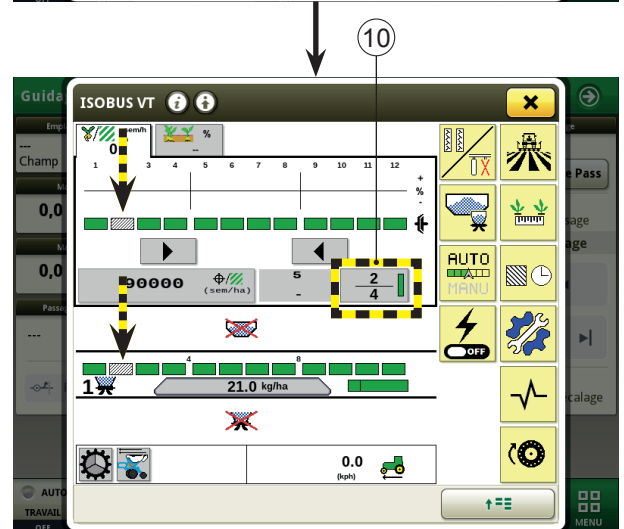 10
Guida
ISOBUS VT
Empl
---
Champ
sem/h
0
%
--
1 3 4 5 6 7 8 9 10 11 12
+
%
-
e Pass
0,0
sage
age
90000
(sem/ha)
5
-
2
4
AUTO
MANU
0,0
Passa
---
OFF
4 8
1
21.0 kg/ha
calage
0.0
(kph)
AUTO
TRAVAIL
OFF
MENU